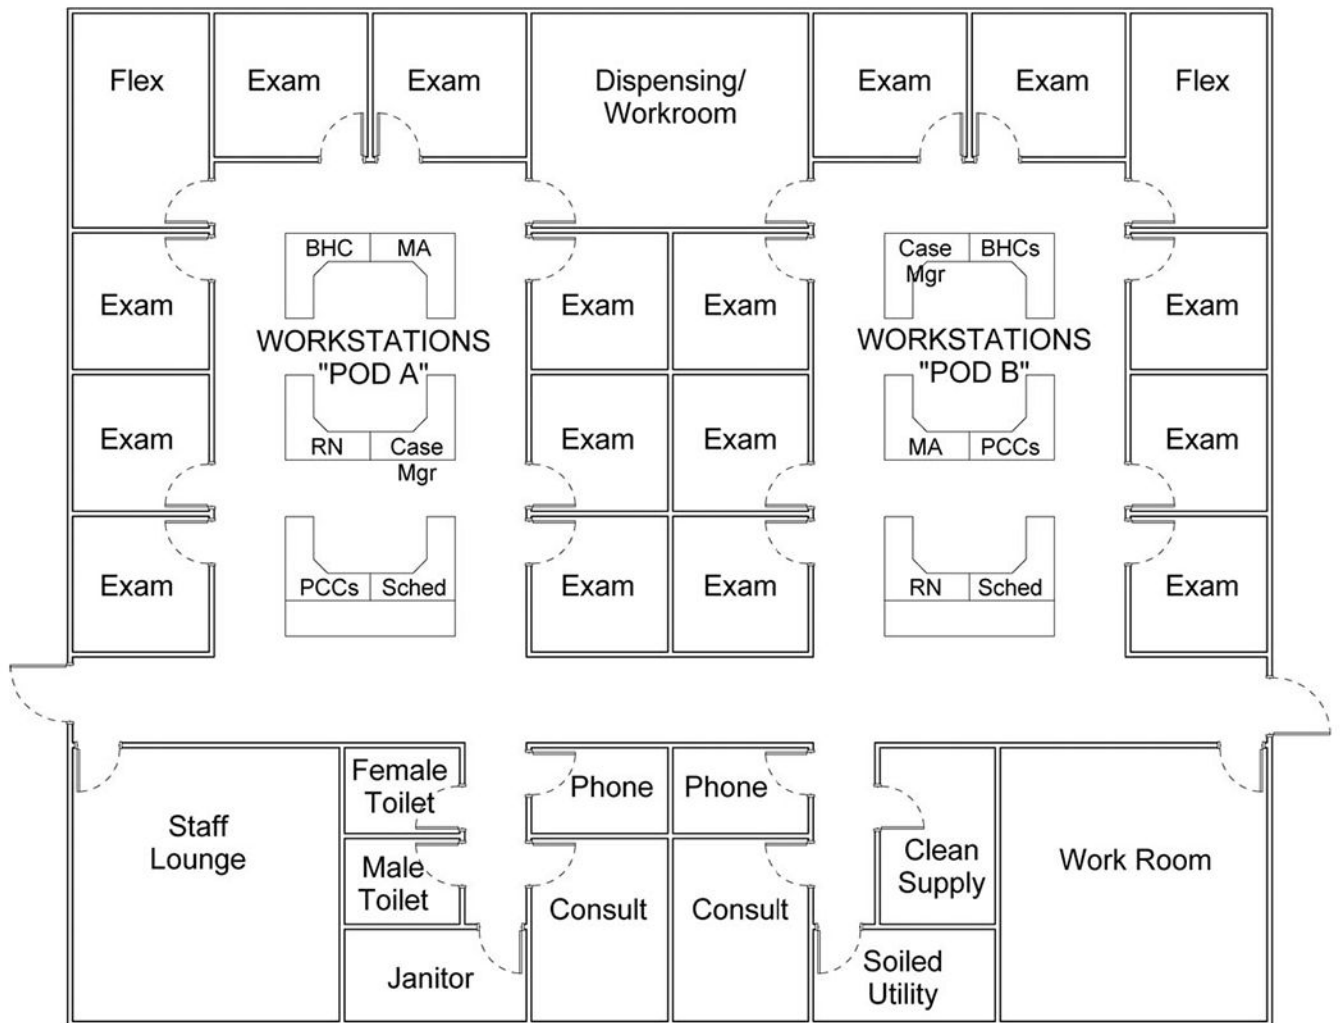 Flex
Exam
Exam
Dispensing/
Workroom
Exam
Exam
Flex
BHC
MA
Case
Mgr
BHCs
Exam
Exam
Exam
Exam
WORKSTATIONS
"POD A"
WORKSTATIONS
"POD B"
Exam
RN
Case
Mgr
Exam
Exam
MA
PCCs
Exam
Exam
PCCs
Sched
Exam
Exam
RN
Sched
Exam
Female
Toilet
Phone
Phone
Staff
Lounge
Male
Toilet
Consult
Consult
Clean
Supply
Work Room
Janitor
Soiled
Utility